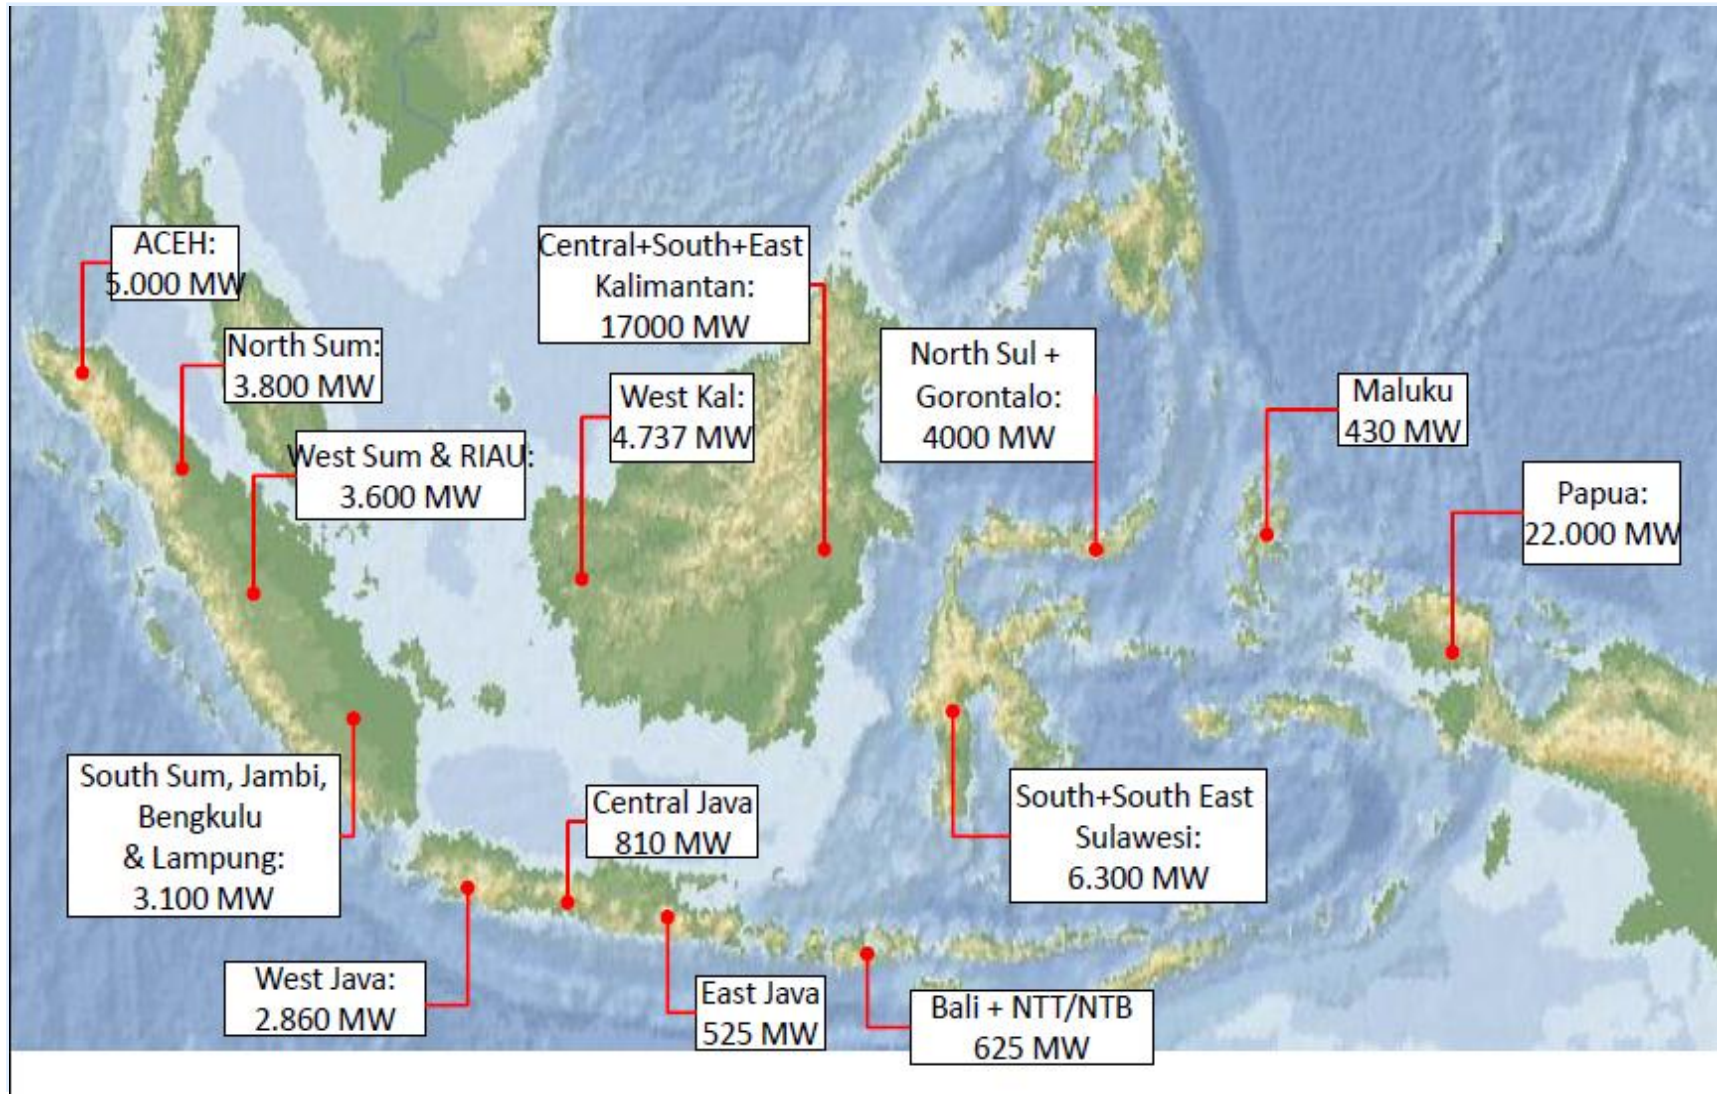 ACEH:
5.000 MW
North Sum:
3.800 MW
West Sum & RIAU:
3.600 MW
Central+South+East
Kalimantan:
17000 MW
West Kal:
4.737 MW
North Sul +
Gorontalo:
4000 MW
Maluku
430 MW
Papua:
22.000 MW
South Sum, Jambi,
Bengkulu
& Lampung:
3.100 MW
Central Java
810 MW
South+South East
Sulawesi:
6.300 MW
West Java:
2.860 MW
East Java
525 MW
Bali + NTT/NTB
625 MW